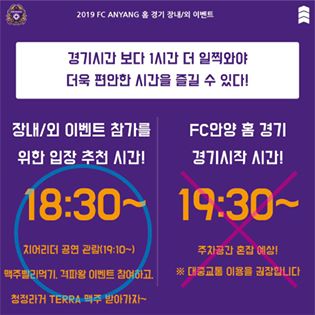 2019 FC ANYANG 홈 경기 장내/외 이벤트
경기시간 보다 1시간 더 일찍와야
더욱 편안한 시간을 즐길 수 있다!
장내/외 이벤트 참가를
위한 입장 추천 시간!
18:30~
치어리더 공연 관람(19:10~)
맥주빨리먹기, 격파왕 이벤트 참여하고,
청정라거 TERRA 맥주 받아가자~
FC안양 홈 경기
경기시작 시간!
19:30~
주차공간 혼잡 예상!
※ 대중교통 이용을 권장합니다